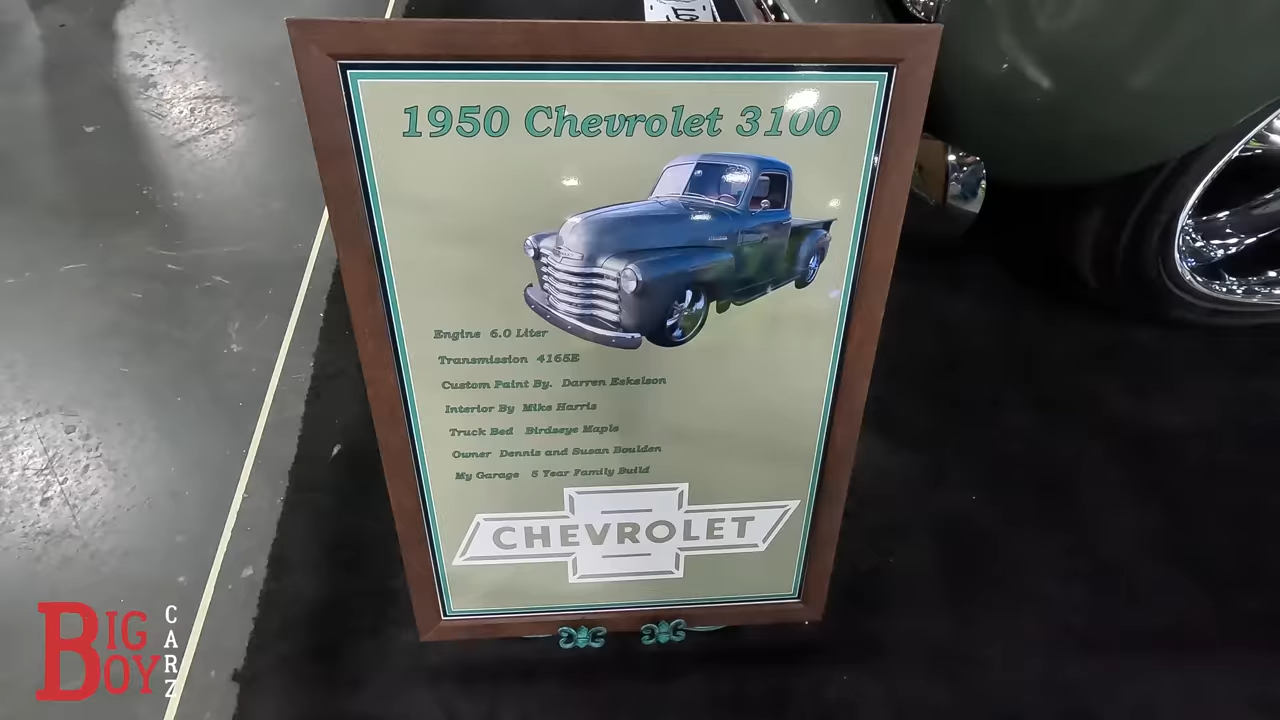 1950 Chevrolet 3100
Engine 6.0 Liter
Transmission 4165E
Custom Paint By. Darren Eskelson
Interior By Mike Harris
Truck Bed Birdseye Maple
Owner Dennis and Susan Boulden
My Garage 5 Year Family Build
CHEVROLET
BIG BOY CARZ